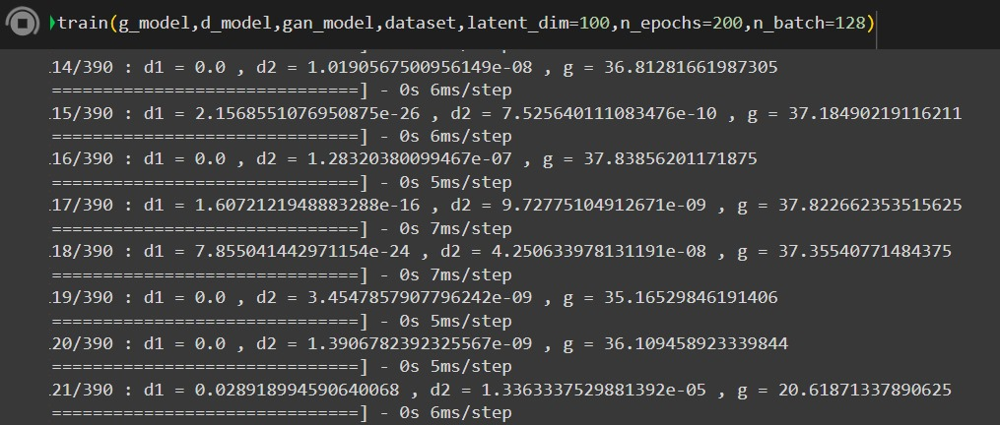 train(g_model,d_model,gan_model,dataset,latent_dim=100,n_epochs=200,n_batch=128)
14/390 : d1 = 0.0 , d2 = 1.0190567500956149e-08 , g = 36.81281661987305
==============================] - 0s 6ms/step
15/390 : d1 = 2.1568551076950875e-26 , d2 = 7.525640111083476e-10 , g = 37.18490219116211
==============================] - 0s 6ms/step
16/390 : d1 = 0.0 , d2 = 1.28320380099467e-07 , g = 37.83856201171875
==============================] - 0s 5ms/step
17/390 : d1 = 1.6072121948883288e-16 , d2 = 9.72775104912671e-09 , g = 37.822662353515625
==============================] - 0s 7ms/step
18/390 : d1 = 7.855041442971154e-24 , d2 = 4.250633978131191e-08 , g = 37.35540771484375
==============================] - 0s 7ms/step
19/390 : d1 = 0.0 , d2 = 3.4547857907796242e-09 , g = 35.16529846191406
==============================] - 0s 5ms/step
20/390 : d1 = 0.0 , d2 = 1.3906782392325567e-09 , g = 36.109458923339844
==============================] - 0s 5ms/step
21/390 : d1 = 0.028918994590640068 , d2 = 1.3363337529881392e-05 , g = 20.61871337890625
==============================] - 0s 6ms/step